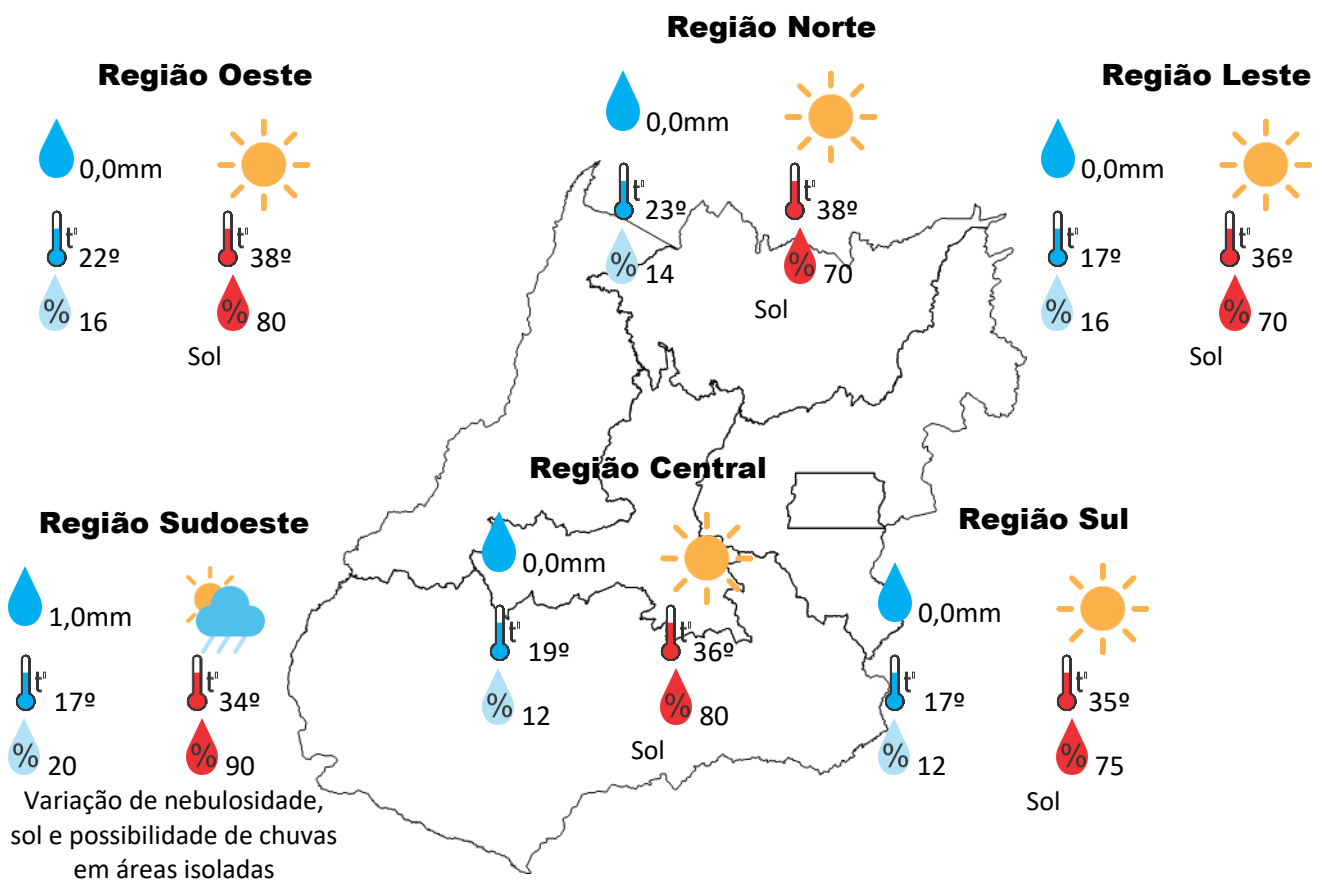 Região Norte
0,0mm
t°
23º
t°
38º
%
14
%
70
Sol
Região Oeste
0,0mm
t°
22º
t°
38º
%
16
%
80
Sol
Região Leste
0,0mm
t°
17º
t°
36º
%
16
%
70
Sol
Região Central
0,0mm
t°
19º
t°
36º
%
12
%
80
Sol
Região Sudoeste
1,0mm
t°
17º
t°
34º
%
20
%
90
Variação de nebulosidade,
sol e possibilidade de chuvas
em áreas isoladas
Região Sul
0,0mm
t°
17º
t°
35º
%
12
%
75
Sol